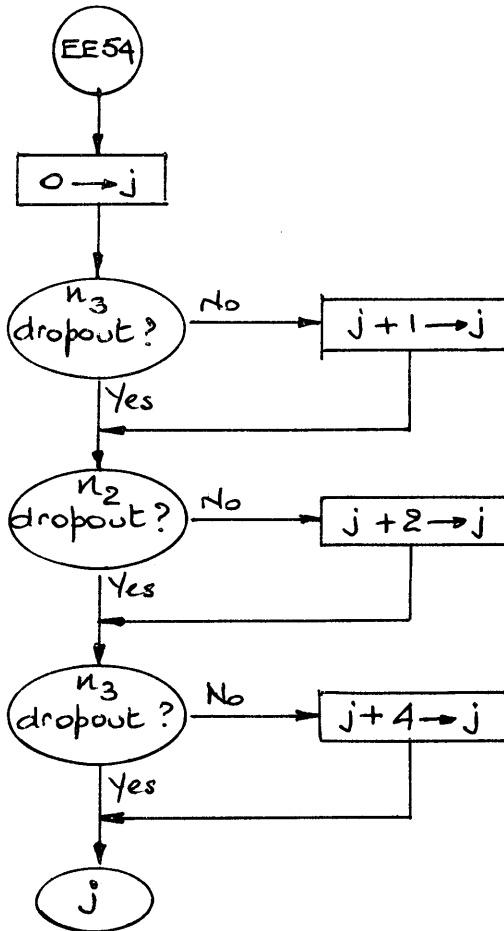 EE54
0 → j
n₃
dropout?
No
j + 1 → j
Yes
n₂
dropout?
No
j + 2 → j
Yes
n₃
dropout?
No
j + 4 → j
Yes
j